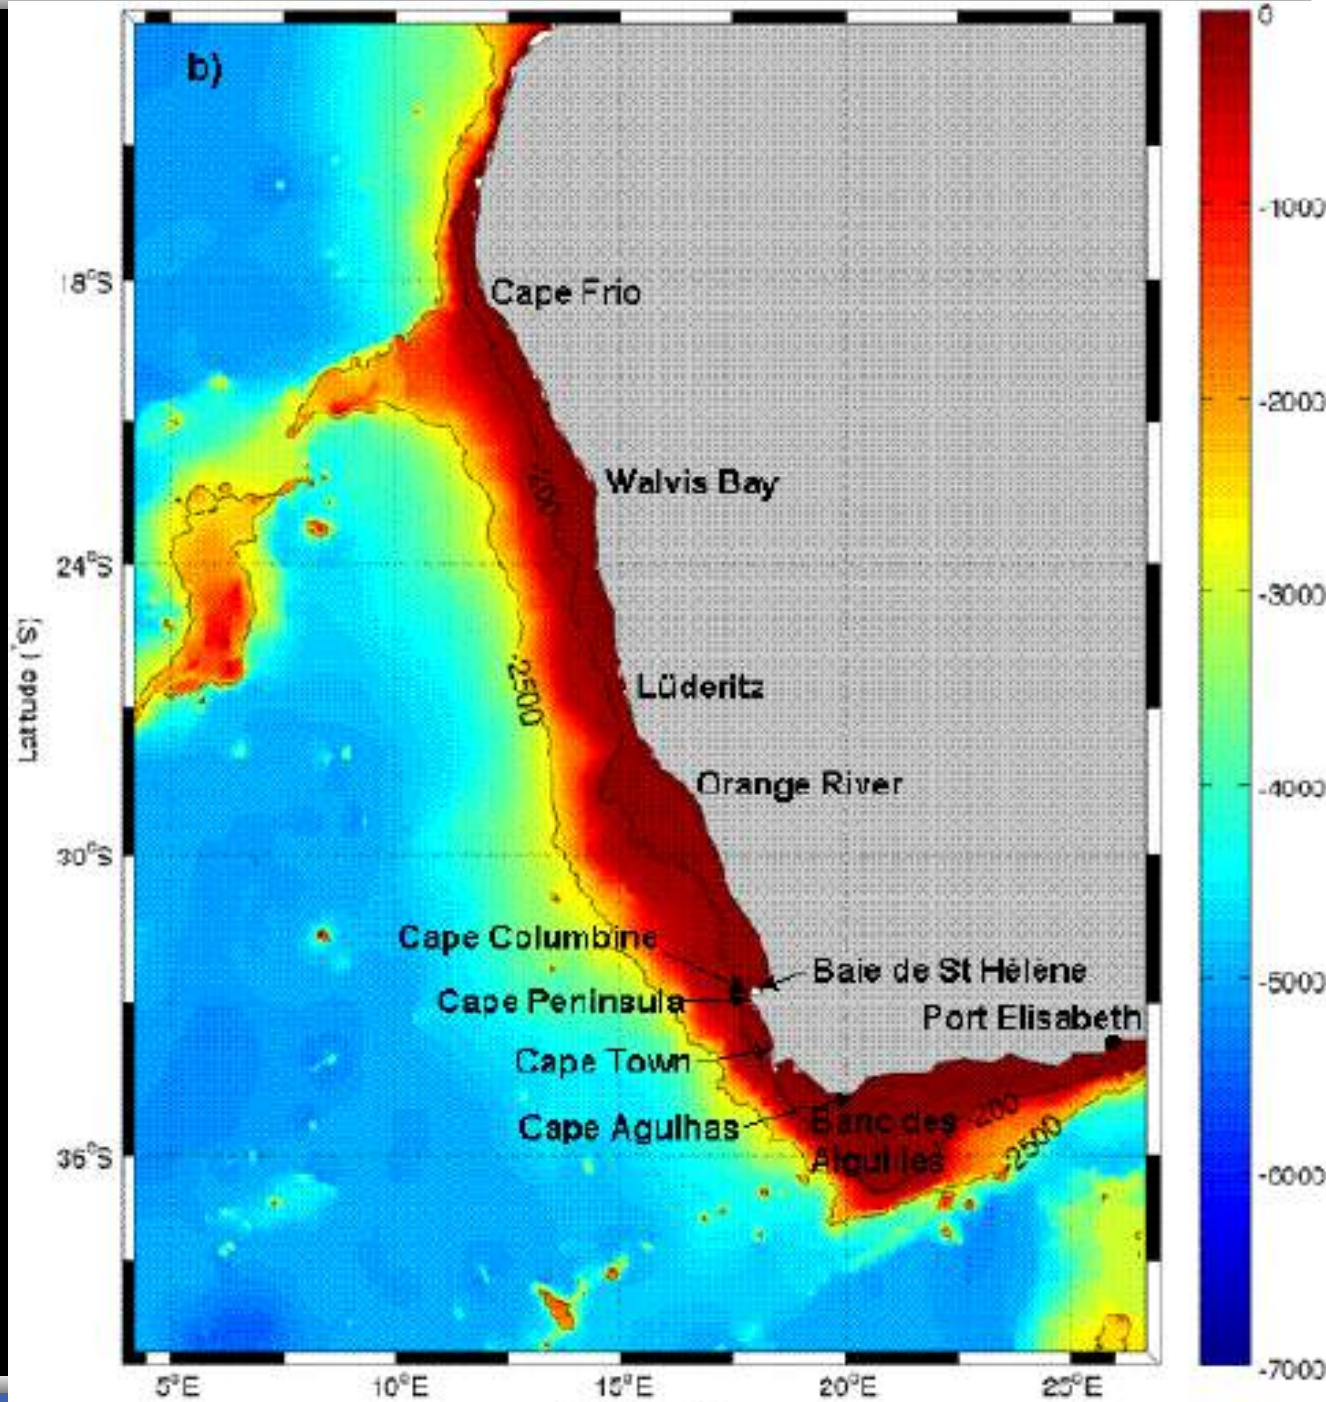 b)
0
-1000
18°S
Cape Frio
-2000
Walvis Bay
-200
24°S
-3000
Latitude (°S)
Lüderitz
-2500
Orange River
-4000
30°S
Cape Columbine
Baie de St Hélène
-5000
Cape Peninsula
Port Elisabeth
Cape Town
Cape Agulhas
Banc des
-200
-2500
36°S
Aiguilles
-6000
-7000
5°E
10°E
15°E
20°E
25°E